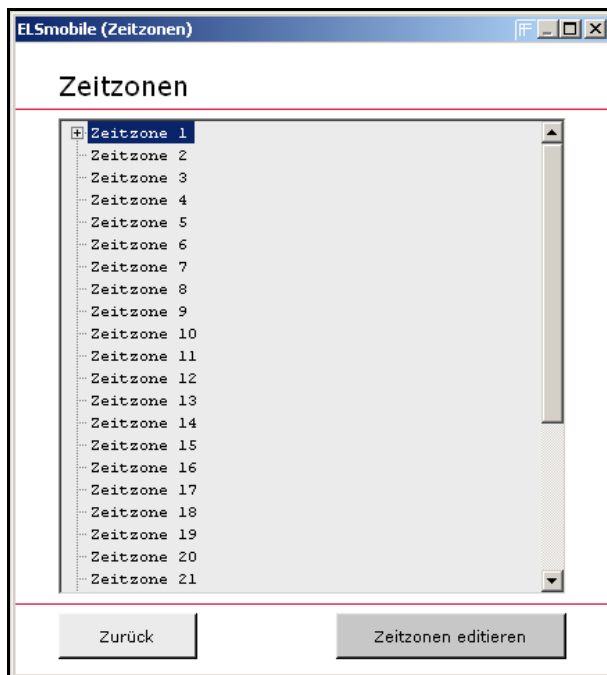 ELSmobile (Zeitzonen)
Zeitzonen
Zeitzone 1
Zeitzone 2
Zeitzone 3
Zeitzone 4
Zeitzone 5
Zeitzone 6
Zeitzone 7
Zeitzone 8
Zeitzone 9
Zeitzone 10
Zeitzone 11
Zeitzone 12
Zeitzone 13
Zeitzone 14
Zeitzone 15
Zeitzone 16
Zeitzone 17
Zeitzone 18
Zeitzone 19
Zeitzone 20
Zeitzone 21
Zurück Zeitzonen editieren